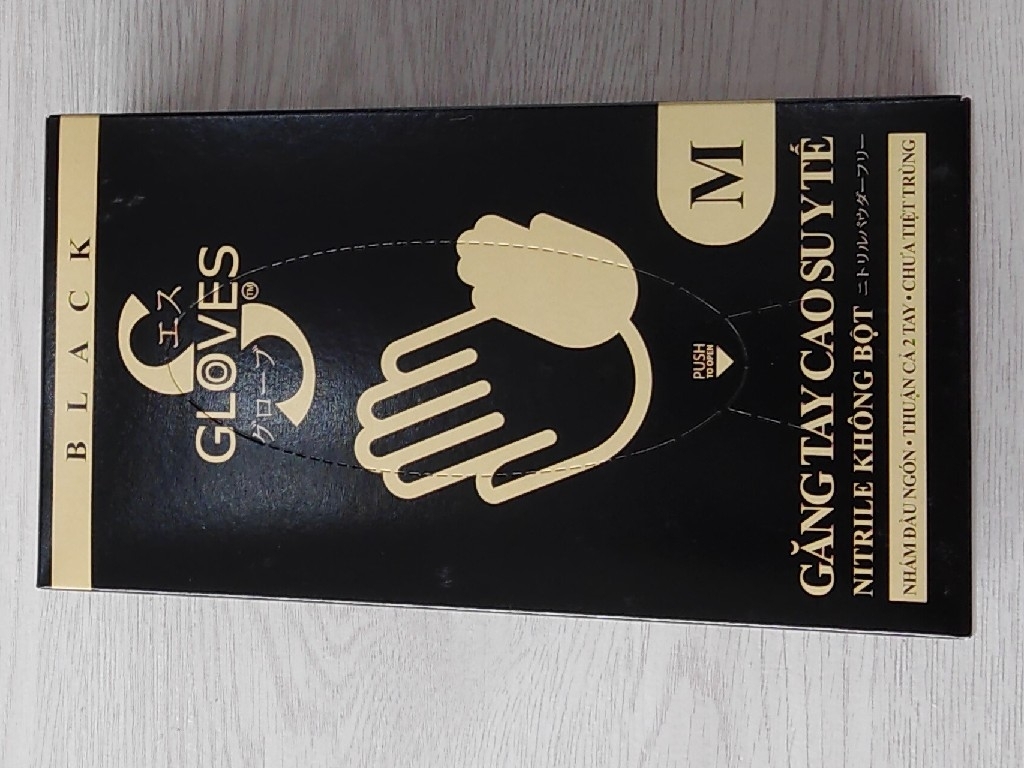 BLACK
S
エス
GLOVES™
グローブ
PUSH
TO OPEN
M
GĂNG TAY CAO SU Y TẾ
NITRILE KHÔNG BỘT ニトリルパウダーフリー
NHÁM ĐẦU NGÓN • THUẬN CẢ 2 TAY • CHƯA TIỆT TRÙNG